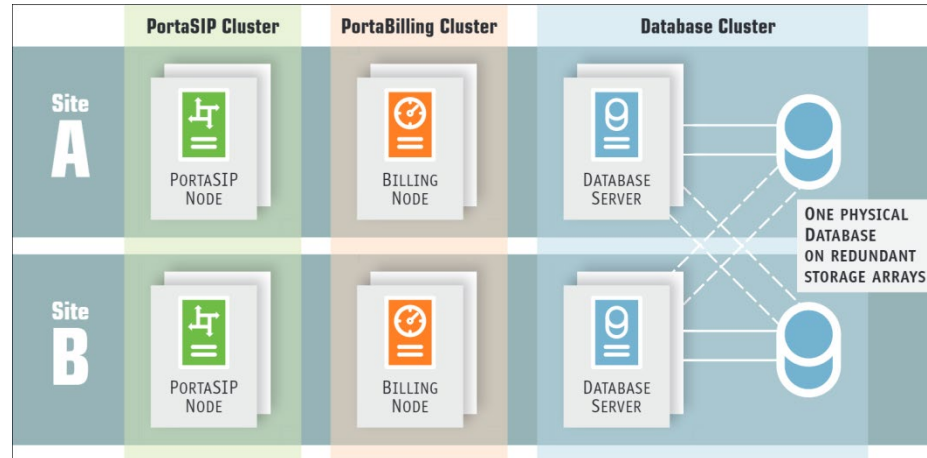 PortaSIP Cluster
PortaBilling Cluster
Database Cluster
Site
A
PORTASIP
NODE
BILLING
NODE
DATABASE
SERVER
ONE PHYSICAL
DATABASE
ON REDUNDANT
STORAGE ARRAYS
Site
B
PORTASIP
NODE
BILLING
NODE
DATABASE
SERVER